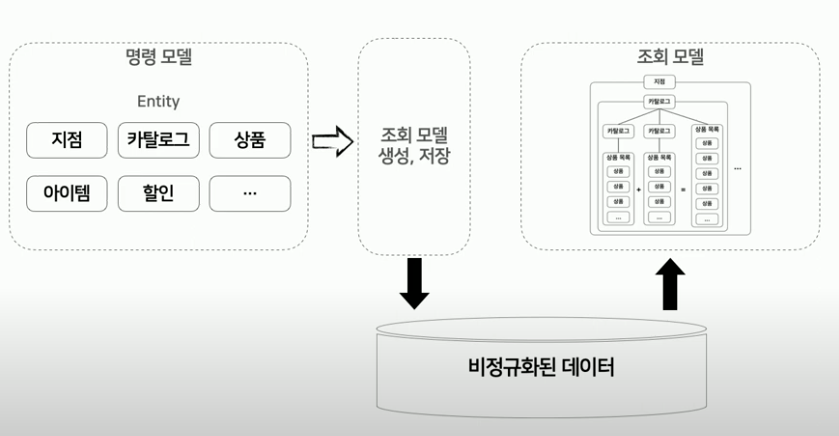 명령 모델
Entity
지점
카탈로그
상품
아이템
할인
...
조회 모델
생성, 저장
조회 모델
지점
카탈로그
카탈로그
카탈로그
상품 목록
상품
상품
상품
...
+
상품 목록
상품
상품
상품
...
=
상품 목록
상품
상품
상품
상품
상품
...
...
비정규화된 데이터